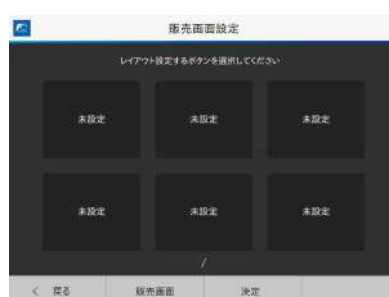 販売画面設定
レイアウト設定するボタンを選択してください
未設定 未設定 未設定
未設定 未設定 未設定
/
< 戻る 販売画面 決定